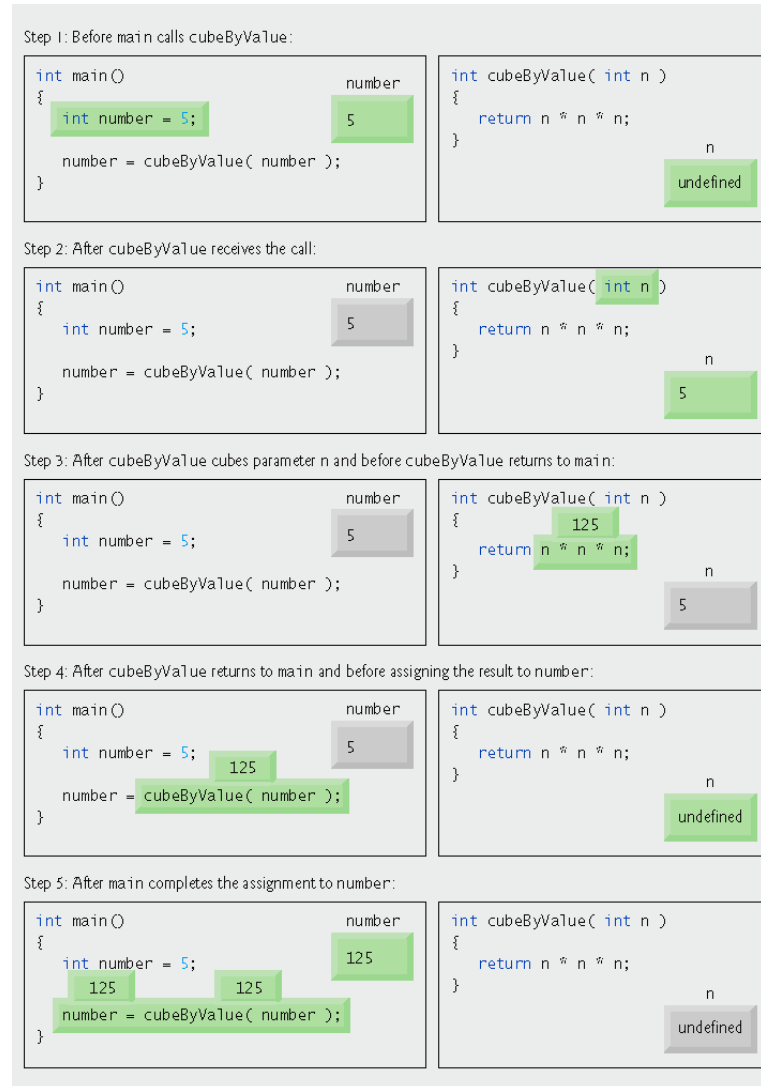 Step 1: Before main calls cubeByValue:
int main()
{
int number = 5;
number = cubeByValue( number );
}
number
5
int cubeByValue( int n )
{
return n * n * n;
}
n
undefined
Step 2: After cubeByValue receives the call:
int main()
{
int number = 5;
number = cubeByValue( number );
}
number
5
int cubeByValue( int n )
{
return n * n * n;
}
n
5
Step 3: After cubeByValue cubes parameter n and before cubeByValue returns to main:
int main()
{
int number = 5;
number = cubeByValue( number );
}
number
5
int cubeByValue( int n )
{
125
return n * n * n;
}
n
5
Step 4: After cubeByValue returns to main and before assigning the result to number:
int main()
{
int number = 5;
125
number = cubeByValue( number );
}
number
5
int cubeByValue( int n )
{
return n * n * n;
}
n
undefined
Step 5: After main completes the assignment to number:
int main()
{
int number = 5;
125 125
number = cubeByValue( number );
}
number
125
int cubeByValue( int n )
{
return n * n * n;
}
n
undefined